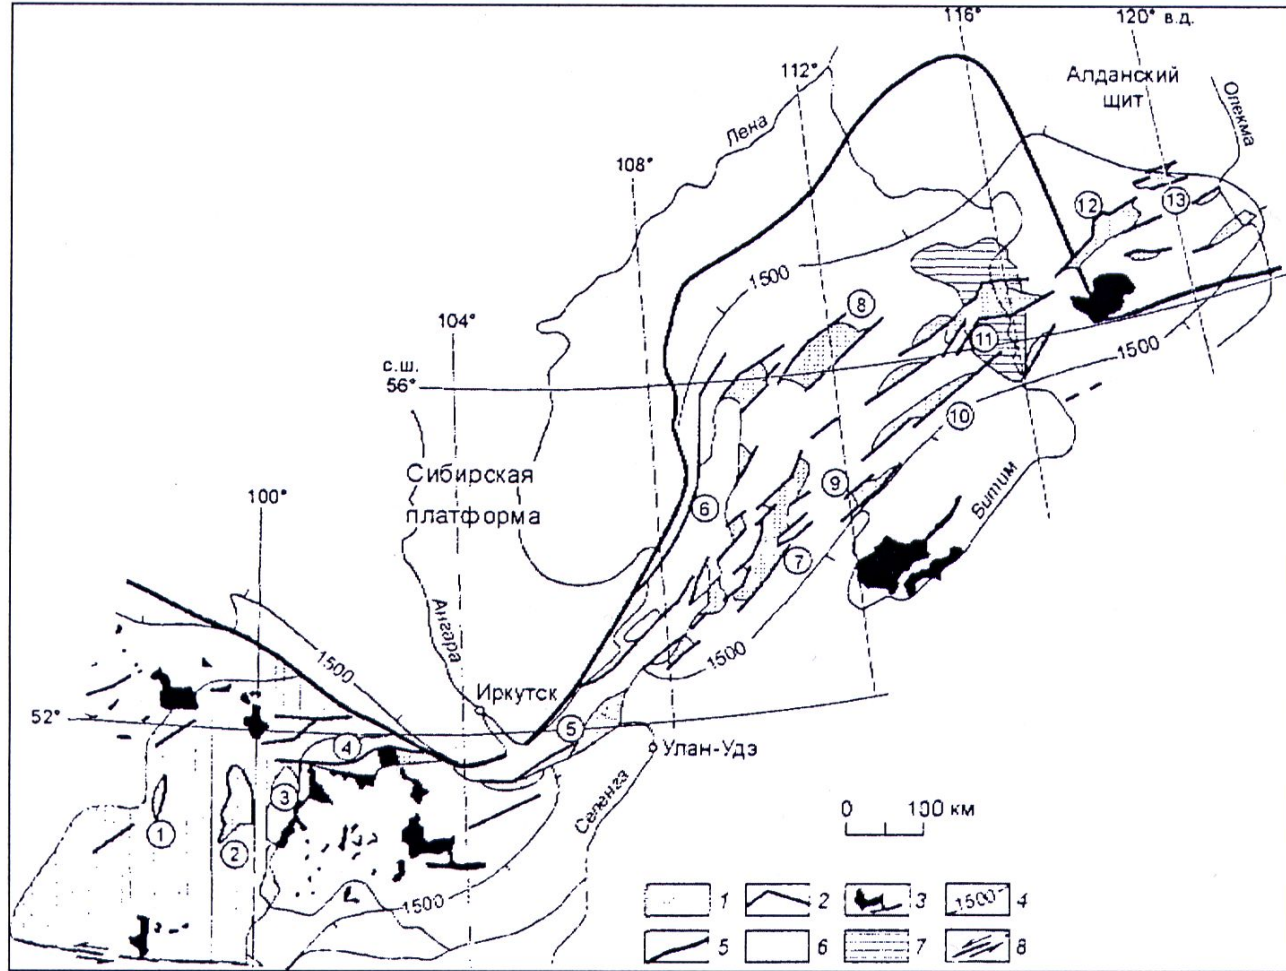 116°
120° в.д.
Алданский
щит
112°
Олекма
Лена
108°
12
13
1500
8
104°
11
1500
с.ш.
56°
10
Сибирская
платформа
100°
9
6
Витим
7
Ангара
1500
1500
Иркутск
52°
5
Улан-Удэ
4
3
Селенга
0 100 км
1
2
1500
1 2 3 1500 4
5 6 7 8